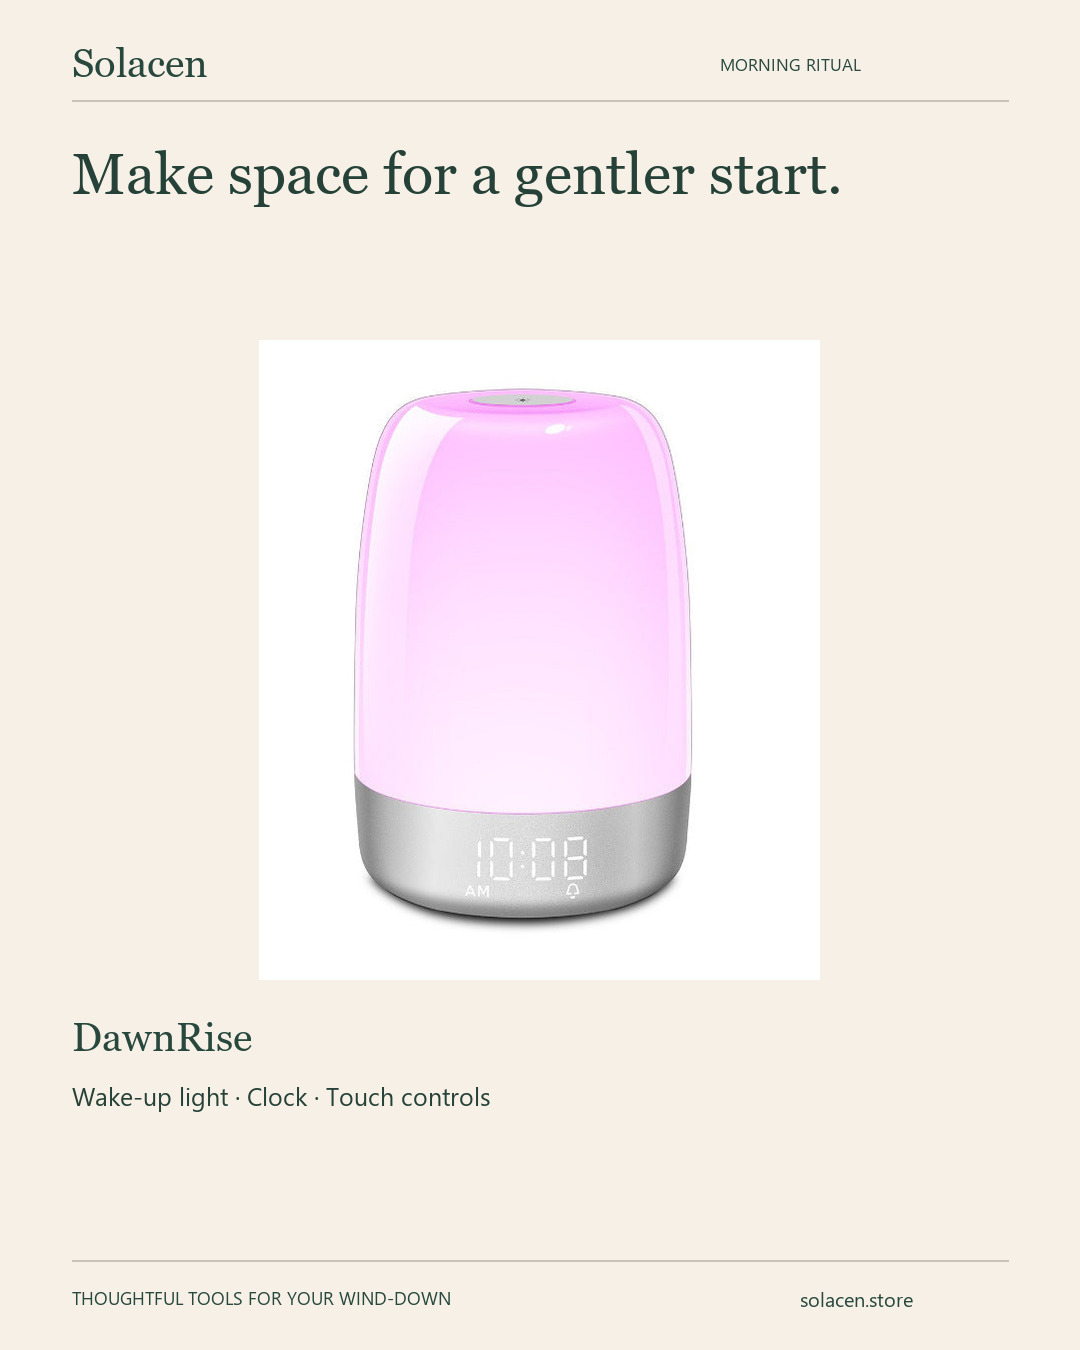 Solacen
MORNING RITUAL
Make space for a gentler start.
10:08
AM
DawnRise
Wake-up light · Clock · Touch controls
THOUGHTFUL TOOLS FOR YOUR WIND-DOWN
solacen.store